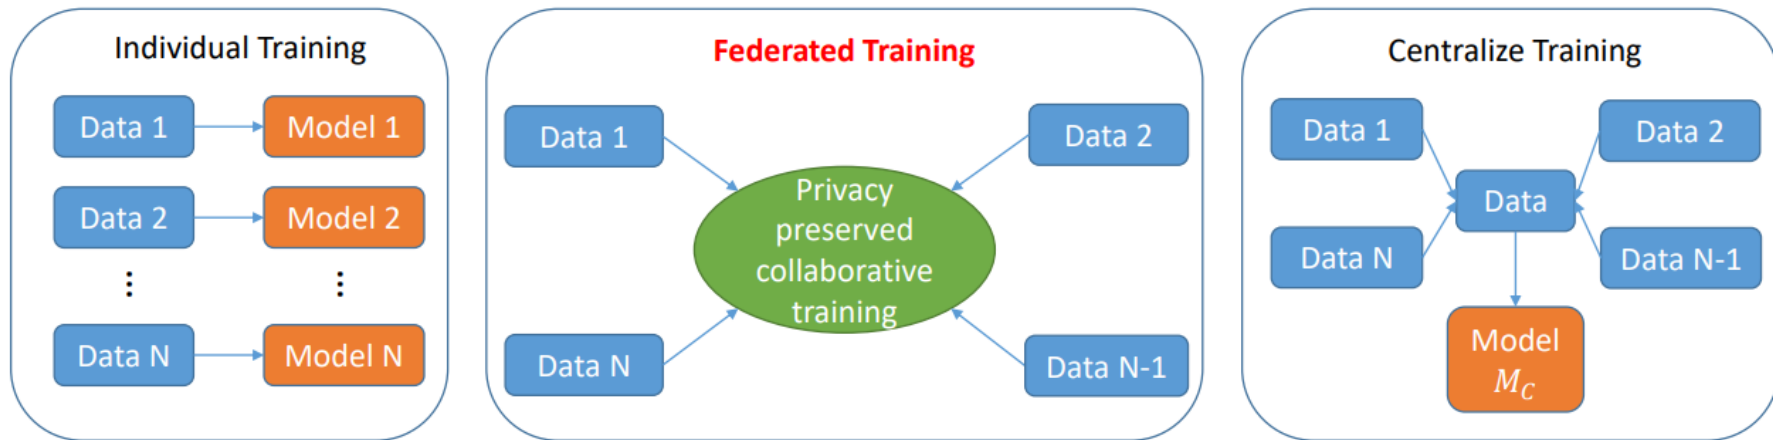 Individual Training
Data 1
Model 1
Data 2
Model 2
⋮
⋮
Data N
Model N
Federated Training
Data 1
Data 2
Privacy
preserved
collaborative
training
Data N
Data N-1
Centralize Training
Data 1
Data 2
Data
Data N
Data N-1
Model
M_C